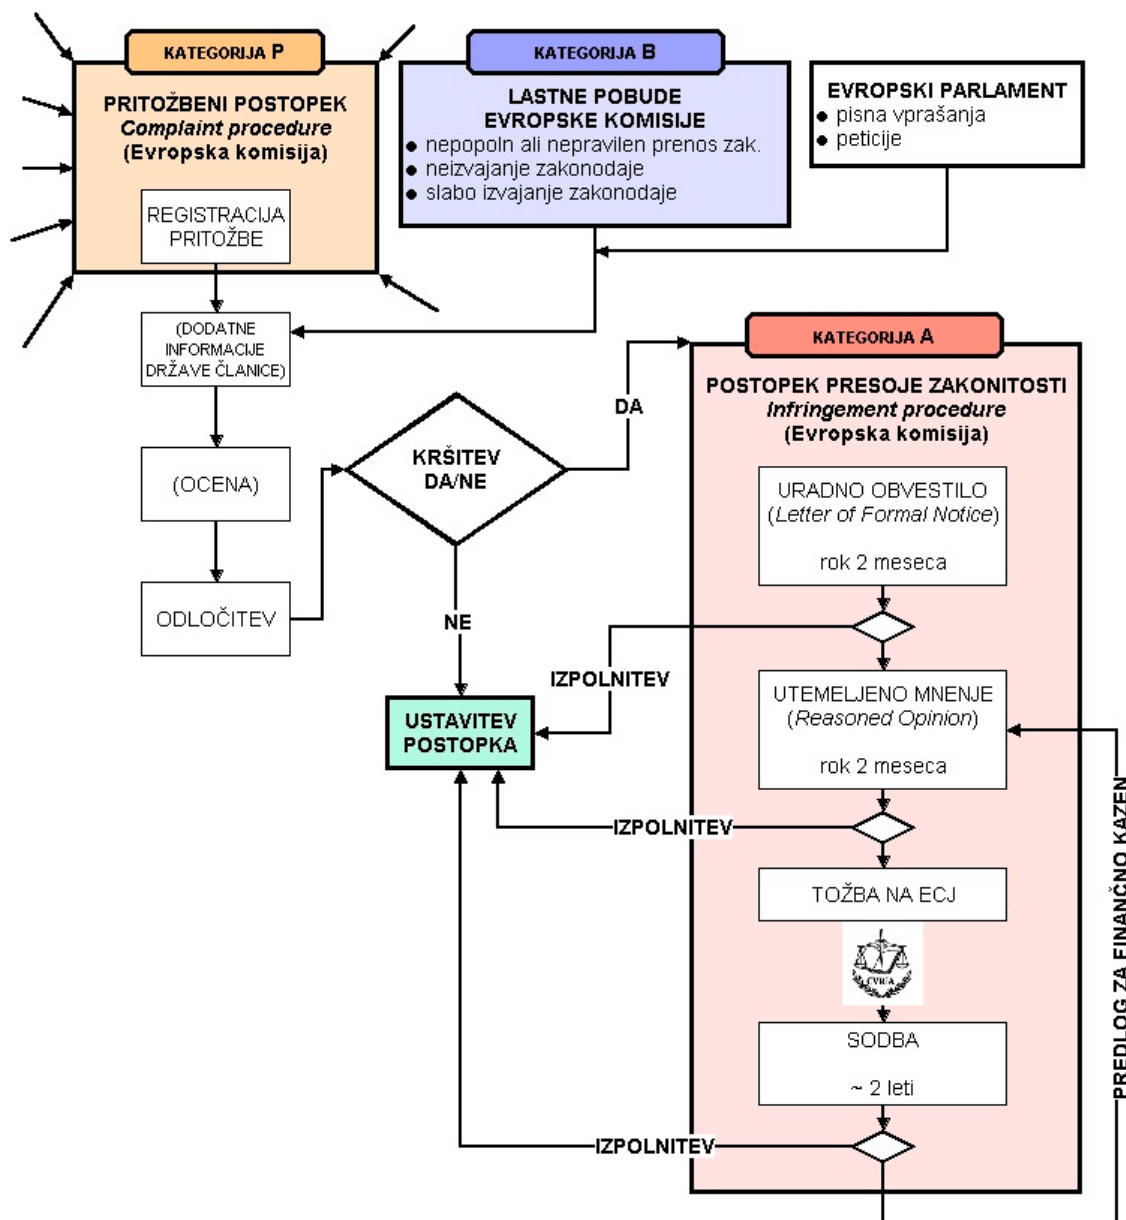 KATEGORIJA P
PRITOŽBENI POSTOPEK
Complaint procedure
(Evropska komisija)
REGISTRACIJA
PRITOŽBE
KATEGORIJA B
LASTNE POBUDE
EVROPSKE KOMISIJE
● nepopoln ali nepravilen prenos zak.
● neizvajanje zakonodaje
● slabo izvajanje zakonodaje
EVROPSKI PARLAMENT
● pisna vprašanja
● peticije
(DODATNE
INFORMACIJE
DRŽAVE ČLANICE)
(OCENA)
ODLOČITEV
KRŠITEV
DA/NE
DA
NE
USTAVITEV
POSTOPKA
KATEGORIJA A
POSTOPEK PRESOJE ZAKONITOSTI
Infringement procedure
(Evropska komisija)
URADNO OBVESTILO
(Letter of Formal Notice)
rok 2 meseca
IZPOLNITEV
UTEMELJENO MNENJE
(Reasoned Opinion)
rok 2 meseca
IZPOLNITEV
TOŽBA NA ECJ
CVRIA
SODBA
~ 2 leti
IZPOLNITEV
PREDLOG ZA FINANČNO KAZEN